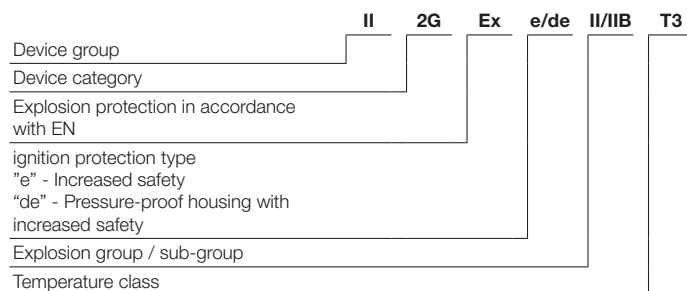 II 2G Ex e/de II/IIB T3
Device group
Device category
Explosion protection in accordance
with EN
ignition protection type
”e” - Increased safety
“de” - Pressure-proof housing with
increased safety
Explosion group / sub-group
Temperature class